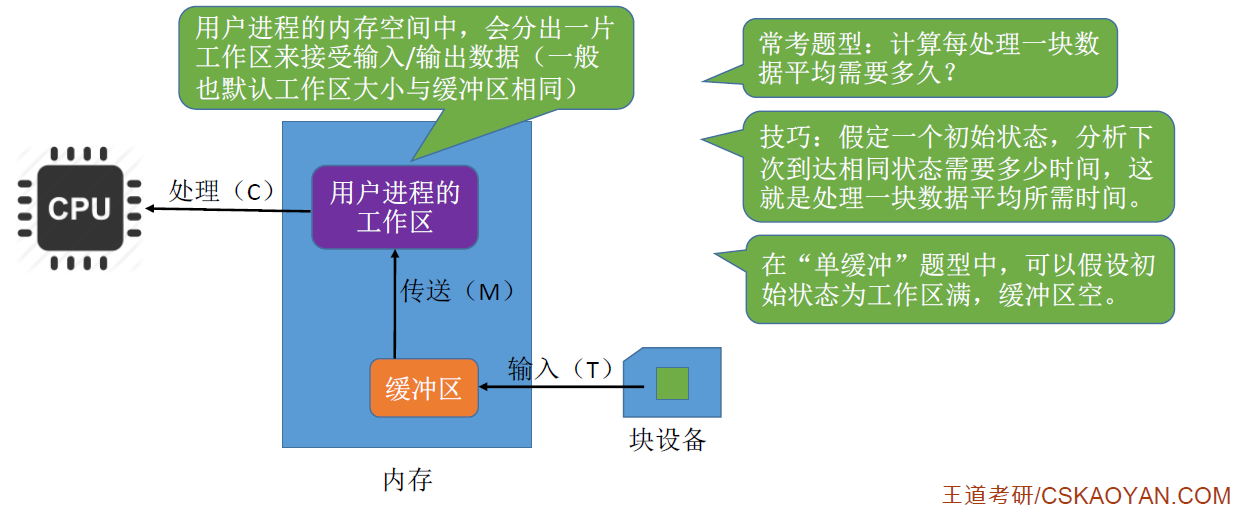 用户进程的内存空间中，会分出一片
工作区来接受输入/输出数据（一般
也默认工作区大小与缓冲区相同）
常考题型：计算每处理一块数
据平均需要多久？
技巧：假定一个初始状态，分析下
次到达相同状态需要多少时间，这
就是处理一块数据平均所需时间。
在“单缓冲”题型中，可以假设初
始状态为工作区满，缓冲区空。
CPU
处理（C）
用户进程的
工作区
传送（M）
缓冲区
输入（T）
块设备
内存
王道考研/CSKAOYAN.COM